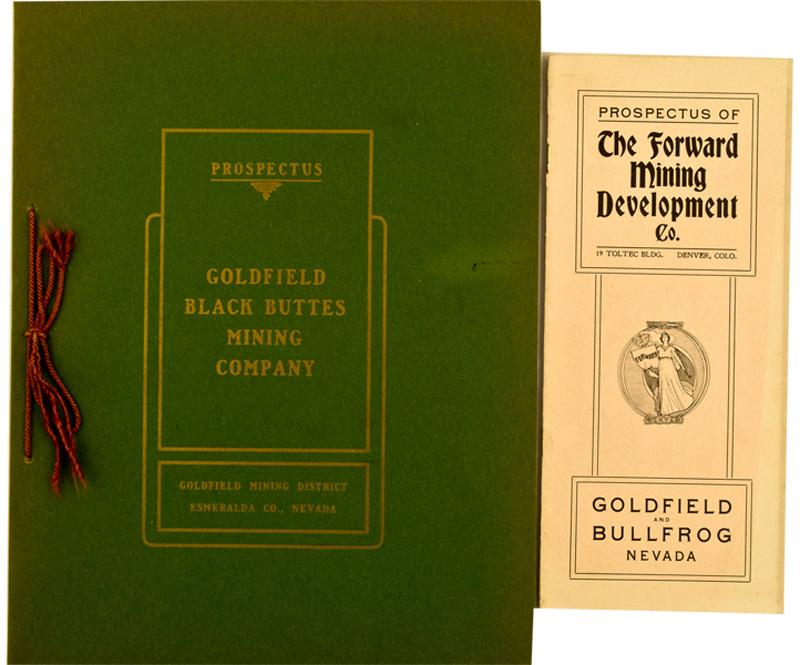 PROSPECTUS
GOLDFIELD
BLACK BUTTES
MINING
COMPANY
GOLDFIELD MINING DISTRICT
ESMERALDA CO., NEVADA
PROSPECTUS OF
The Forward
Mining
Development
Co.
19 TOLTEC BLDG. DENVER, COLO.
FORWARD
GOLDFIELD
AND
BULLFROG
NEVADA